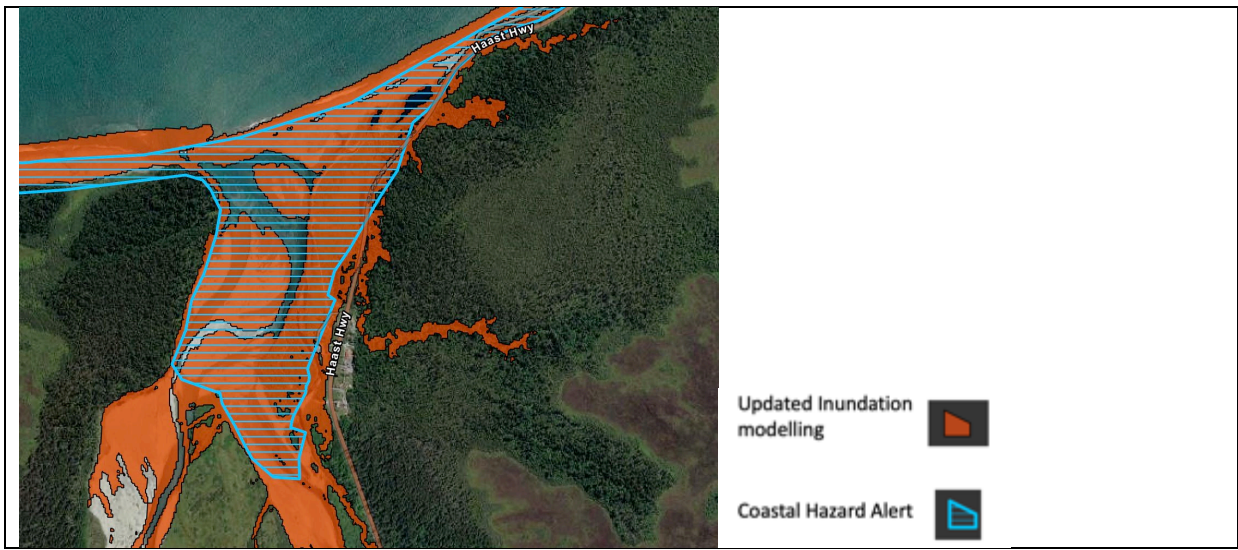 Haast Hwy
Haast Hwy
Updated Inundation
modelling
Coastal Hazard Alert